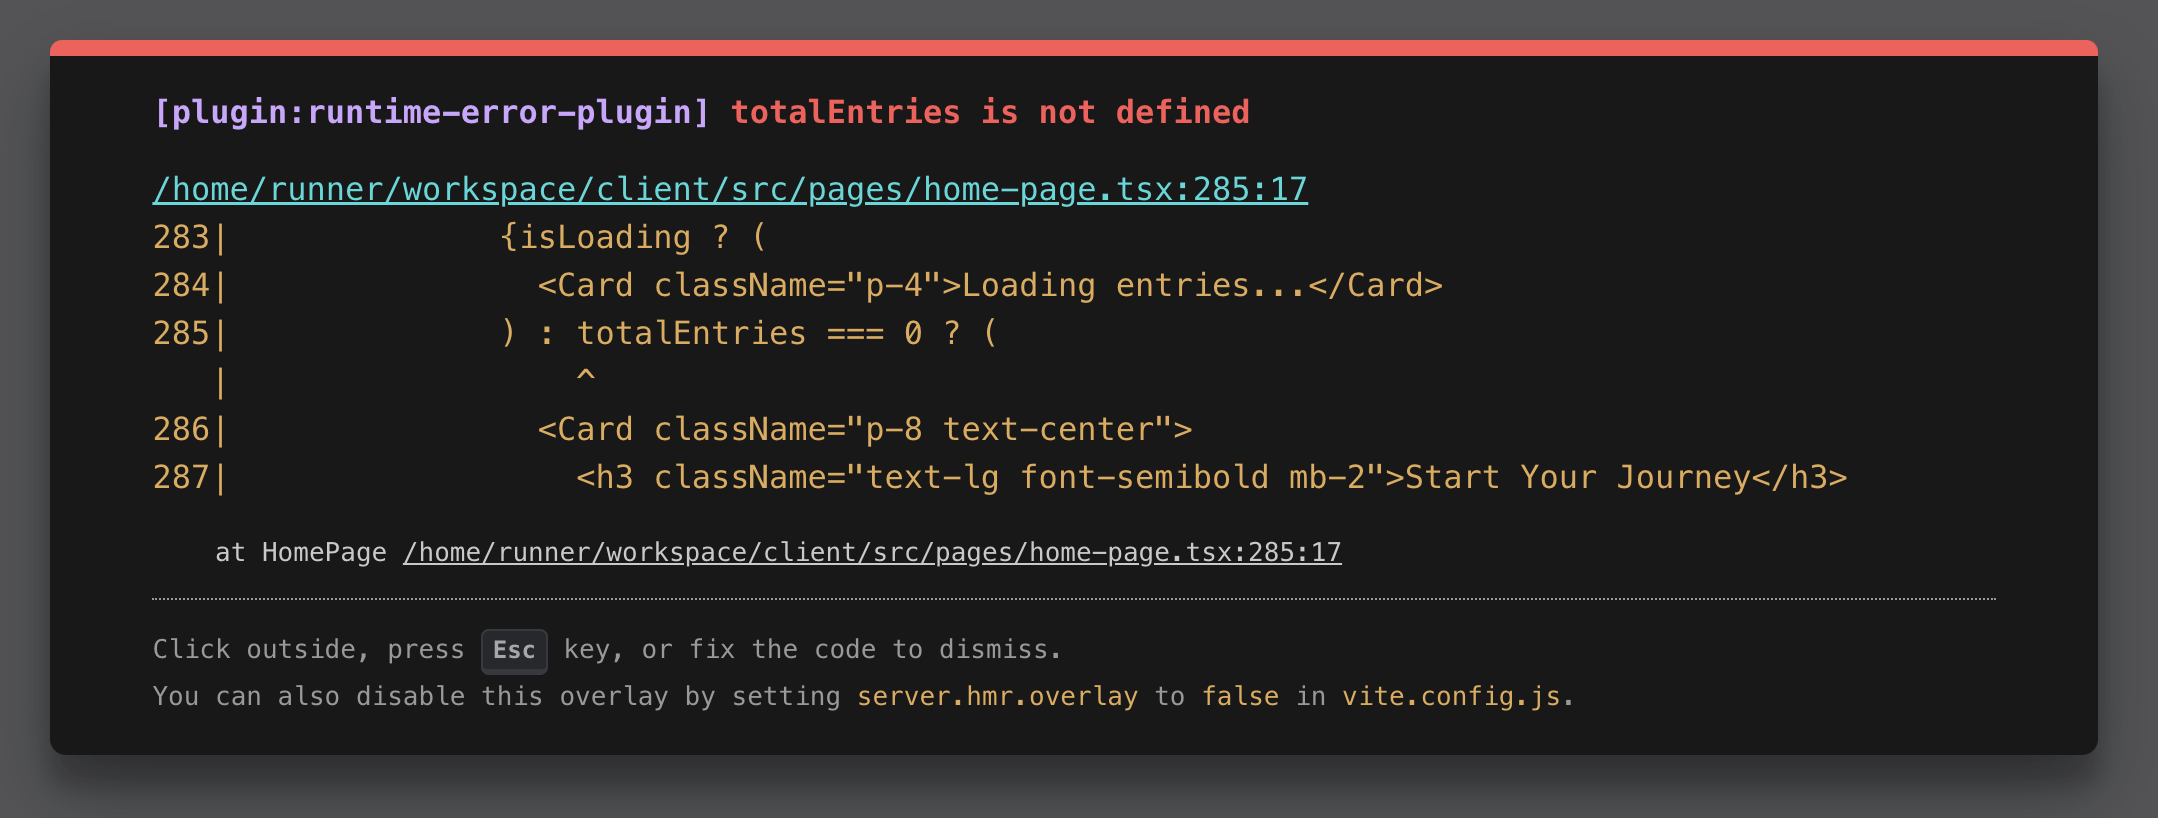 [plugin:runtime-error-plugin] totalEntries is not defined
/home/runner/workspace/client/src/pages/home-page.tsx:285:17
283|              {isLoading ? (
284|                <Card className="p-4">Loading entries...</Card>
285|              ) : totalEntries === 0 ? (
   |                  ^
286|                <Card className="p-8 text-center">
287|                  <h3 className="text-lg font-semibold mb-2">Start Your Journey</h3>
    at HomePage /home/runner/workspace/client/src/pages/home-page.tsx:285:17
Click outside, press Esc key, or fix the code to dismiss.
You can also disable this overlay by setting server.hmr.overlay to false in vite.config.js.